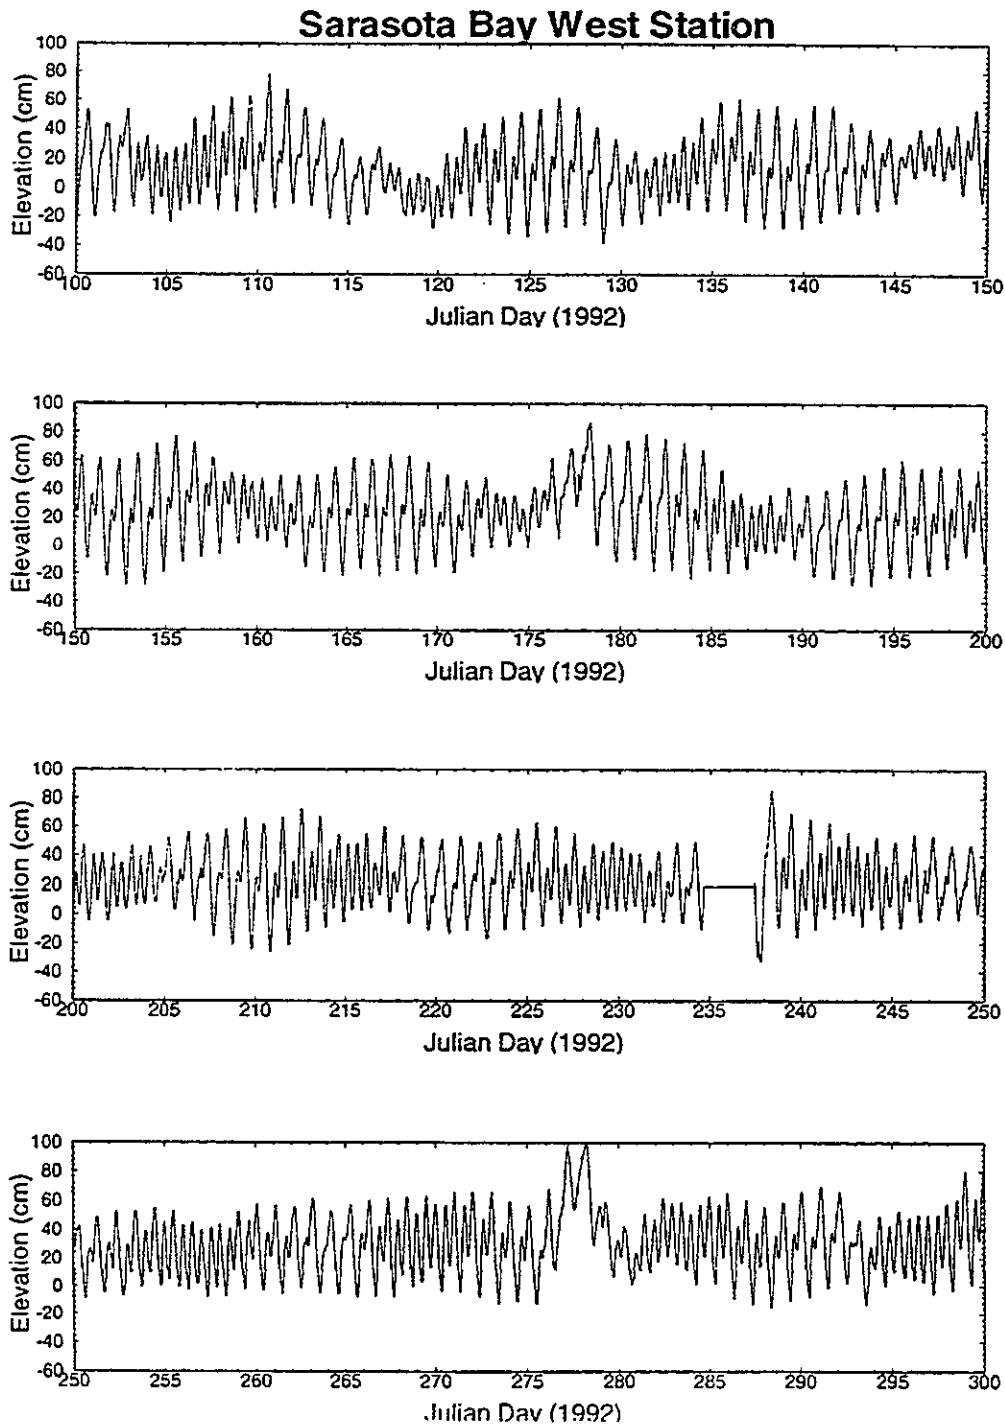 Sarasota Bay West Station
100
80
60
40
20
0
-20
-40
-60
Elevation (cm)
100 105 110 115 120 125 130 135 140 145 150
Julian Day (1992)
100
80
60
40
20
0
-20
-40
-60
Elevation (cm)
150 155 160 165 170 175 180 185 190 195 200
Julian Day (1992)
100
80
60
40
20
0
-20
-40
-60
Elevation (cm)
200 205 210 215 220 225 230 235 240 245 250
Julian Day (1992)
100
80
60
40
20
0
-20
-40
-60
Elevation (cm)
250 255 260 265 270 275 280 285 290 295 300
Julian Day (1992)